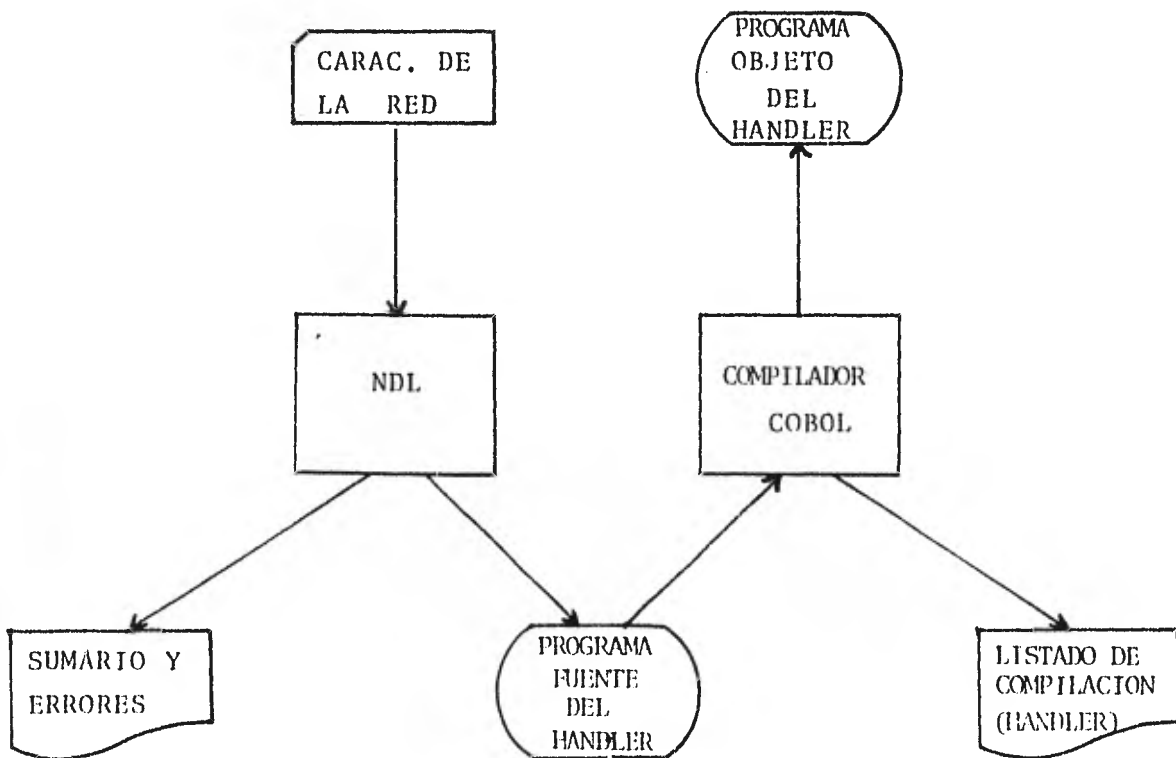 CARAC. DE
LA RED
PROGRAMA
OBJETO
DEL
HANDLER
NDL
COMPILADOR
COBOL
SUMARIO Y
ERRORES
PROGRAMA
FUENTE
DEL
HANDLER
LISTADO DE
COMPILACION
(HANDLER)